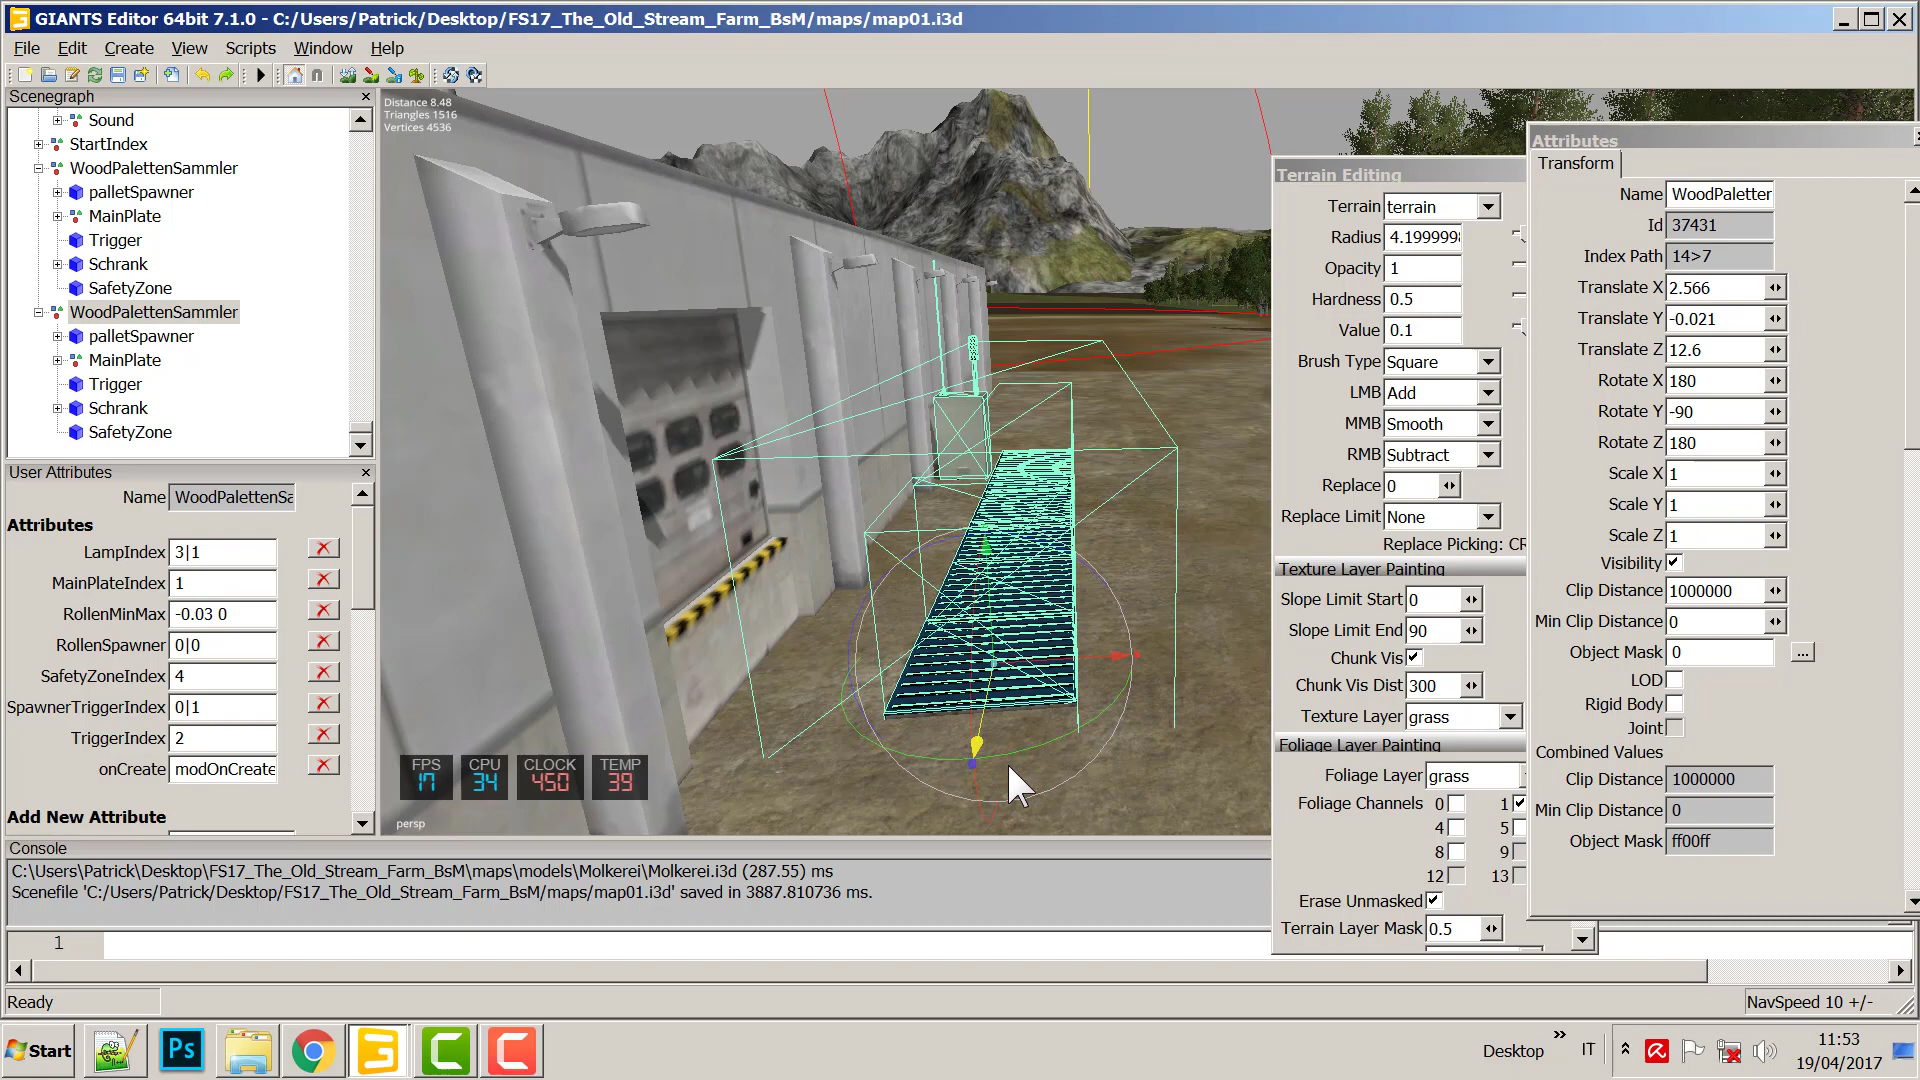 GIANTS Editor 64bit 7.1.0 - C:/Users/Patrick/Desktop/FS17_The_Old_Stream_Farm_BsM/maps/map01.i3d
File Edit Create View Scripts Window Help
Scenegraph
Sound
StartIndex
WoodPalettenSammler
palletSpawner
MainPlate
Trigger
Schrank
SafetyZone
WoodPalettenSammler
palletSpawner
MainPlate
Trigger
Schrank
SafetyZone
User Attributes
Name WoodPalettenSa
Attributes
LampIndex 3|1
MainPlateIndex 1
RollenMinMax -0.03 0
RollenSpawner 0|0
SafetyZoneIndex 4
SpawnerTriggerIndex 0|1
TriggerIndex 2
onCreate modOnCreate
Add New Attribute
Distance 8.48
Triangles 1516
Vertices 4536
FPS 17
CPU 34
CLOCK 450
TEMP 39
persp
Terrain Editing
Terrain terrain
Radius 4.1999998
Opacity 1
Hardness 0.5
Value 0.1
Brush Type Square
LMB Add
MMB Smooth
RMB Subtract
Replace 0
Replace Limit None
Replace Picking: CR
Texture Layer Painting
Slope Limit Start 0
Slope Limit End 90
Chunk Vis
Chunk Vis Dist 300
Texture Layer grass
Foliage Layer Painting
Foliage Layer grass
Foliage Channels 0 1
4 5
8 9
12 13
Erase Unmasked
Terrain Layer Mask 0.5
Attributes
Transform
Name WoodPaletter
Id 37431
Index Path 14>7
Translate X 2.566
Translate Y -0.021
Translate Z 12.6
Rotate X 180
Rotate Y -90
Rotate Z 180
Scale X 1
Scale Y 1
Scale Z 1
Visibility
Clip Distance 1000000
Min Clip Distance 0
Object Mask 0 ...
LOD
Rigid Body
Joint
Combined Values
Clip Distance 1000000
Min Clip Distance 0
Object Mask ff00ff
Console
C:\Users\Patrick\Desktop\FS17_The_Old_Stream_Farm_BsM\maps\models\Molkerei\Molkerei.i3d (287.55) ms
Scenefile 'C:/Users/Patrick/Desktop/FS17_The_Old_Stream_Farm_BsM/maps/map01.i3d' saved in 3887.810736 ms.
1
Ready
NavSpeed 10 +/-
Start
Ps
Desktop
IT
11:53
19/04/2017